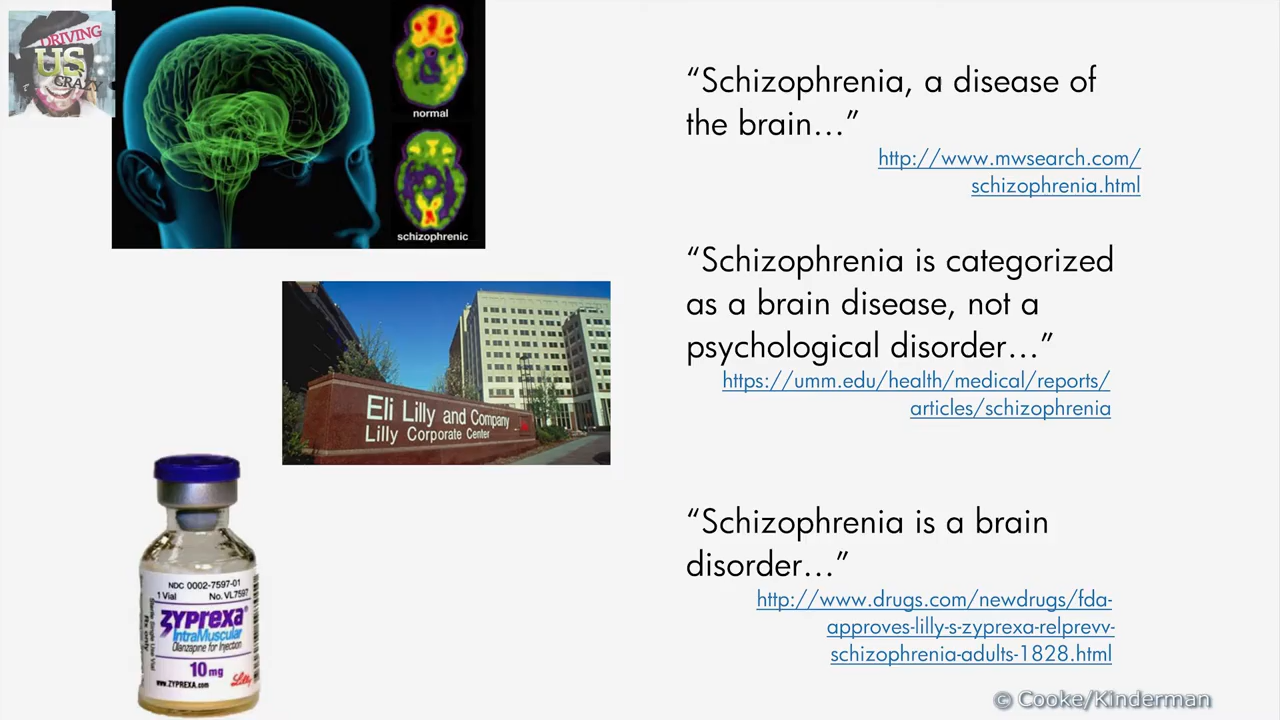 DRIVING
US
CRAZY
normal
schizophrenic
“Schizophrenia, a disease of
the brain...”
http://www.mwsearch.com/
schizophrenia.html
“Schizophrenia is categorized
as a brain disease, not a
psychological disorder...”
https://umm.edu/health/medical/reports/
articles/schizophrenia
Eli Lilly and Company
Lilly Corporate Center
“Schizophrenia is a brain
disorder...”
http://www.drugs.com/newdrugs/fda-
approves-lilly-s-zyprexa-relprevv-
schizophrenia-adults-1828.html
NDC 0002-7597-01
1 Vial No. VL7597
zyprexa®
IntraMuscular
Olanzapine for Injection
10 mg
www.ZYPREXA.com
Lilly
© Cooke/Kinderman